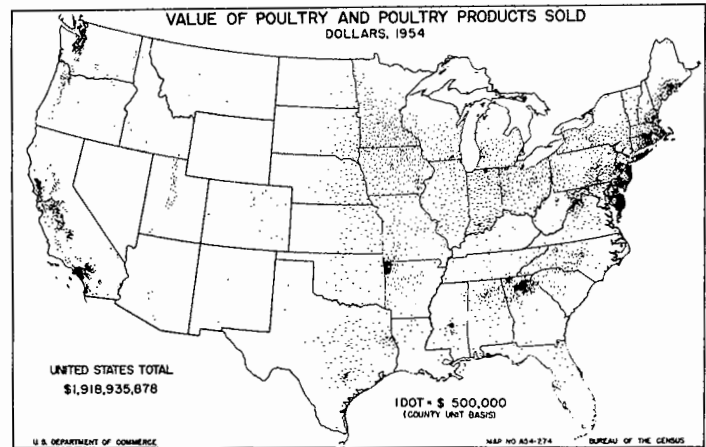 VALUE OF POULTRY AND POULTRY PRODUCTS SOLD
DOLLARS, 1954
UNITED STATES TOTAL
$1,918,935,878
1 DOT = $ 500,000
(COUNTY UNIT BASIS)
U. S. DEPARTMENT OF COMMERCE
MAP NO A54-274
BUREAU OF THE CENSUS